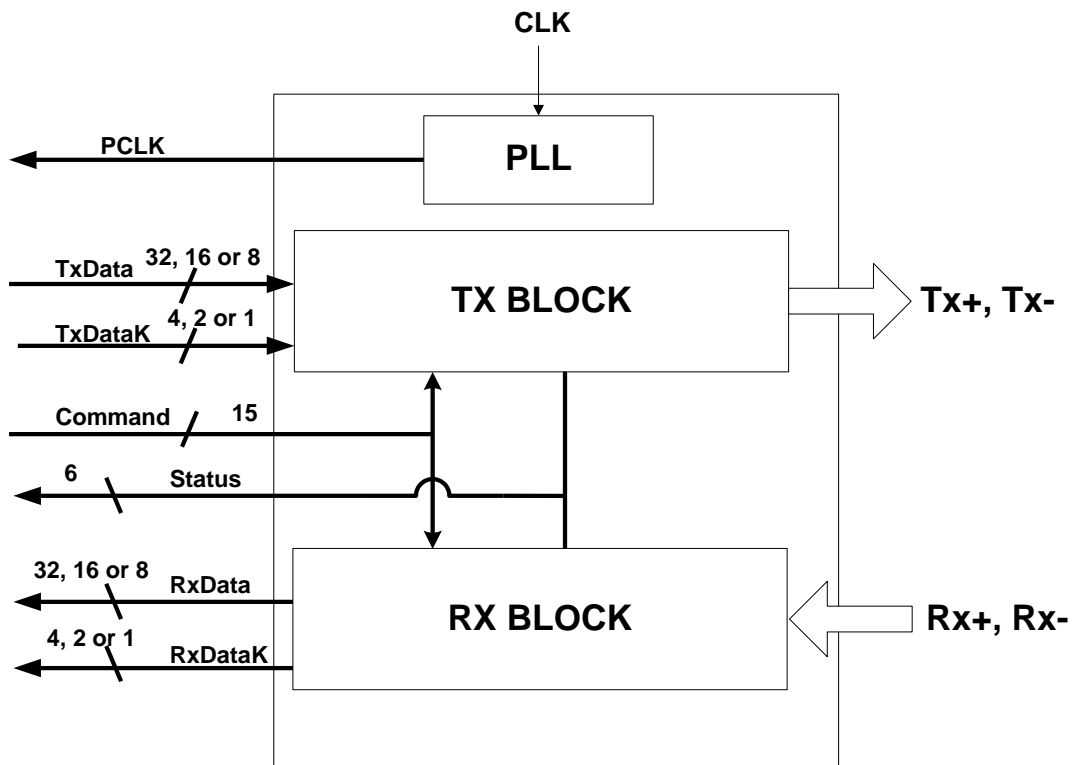 CLK
PCLK
PLL
32, 16 or 8
TxData
4, 2 or 1
TxDataK
TX BLOCK
Tx+, Tx-
Command
15
6
Status
32, 16 or 8
RxData
4, 2 or 1
RxDataK
RX BLOCK
Rx+, Rx-